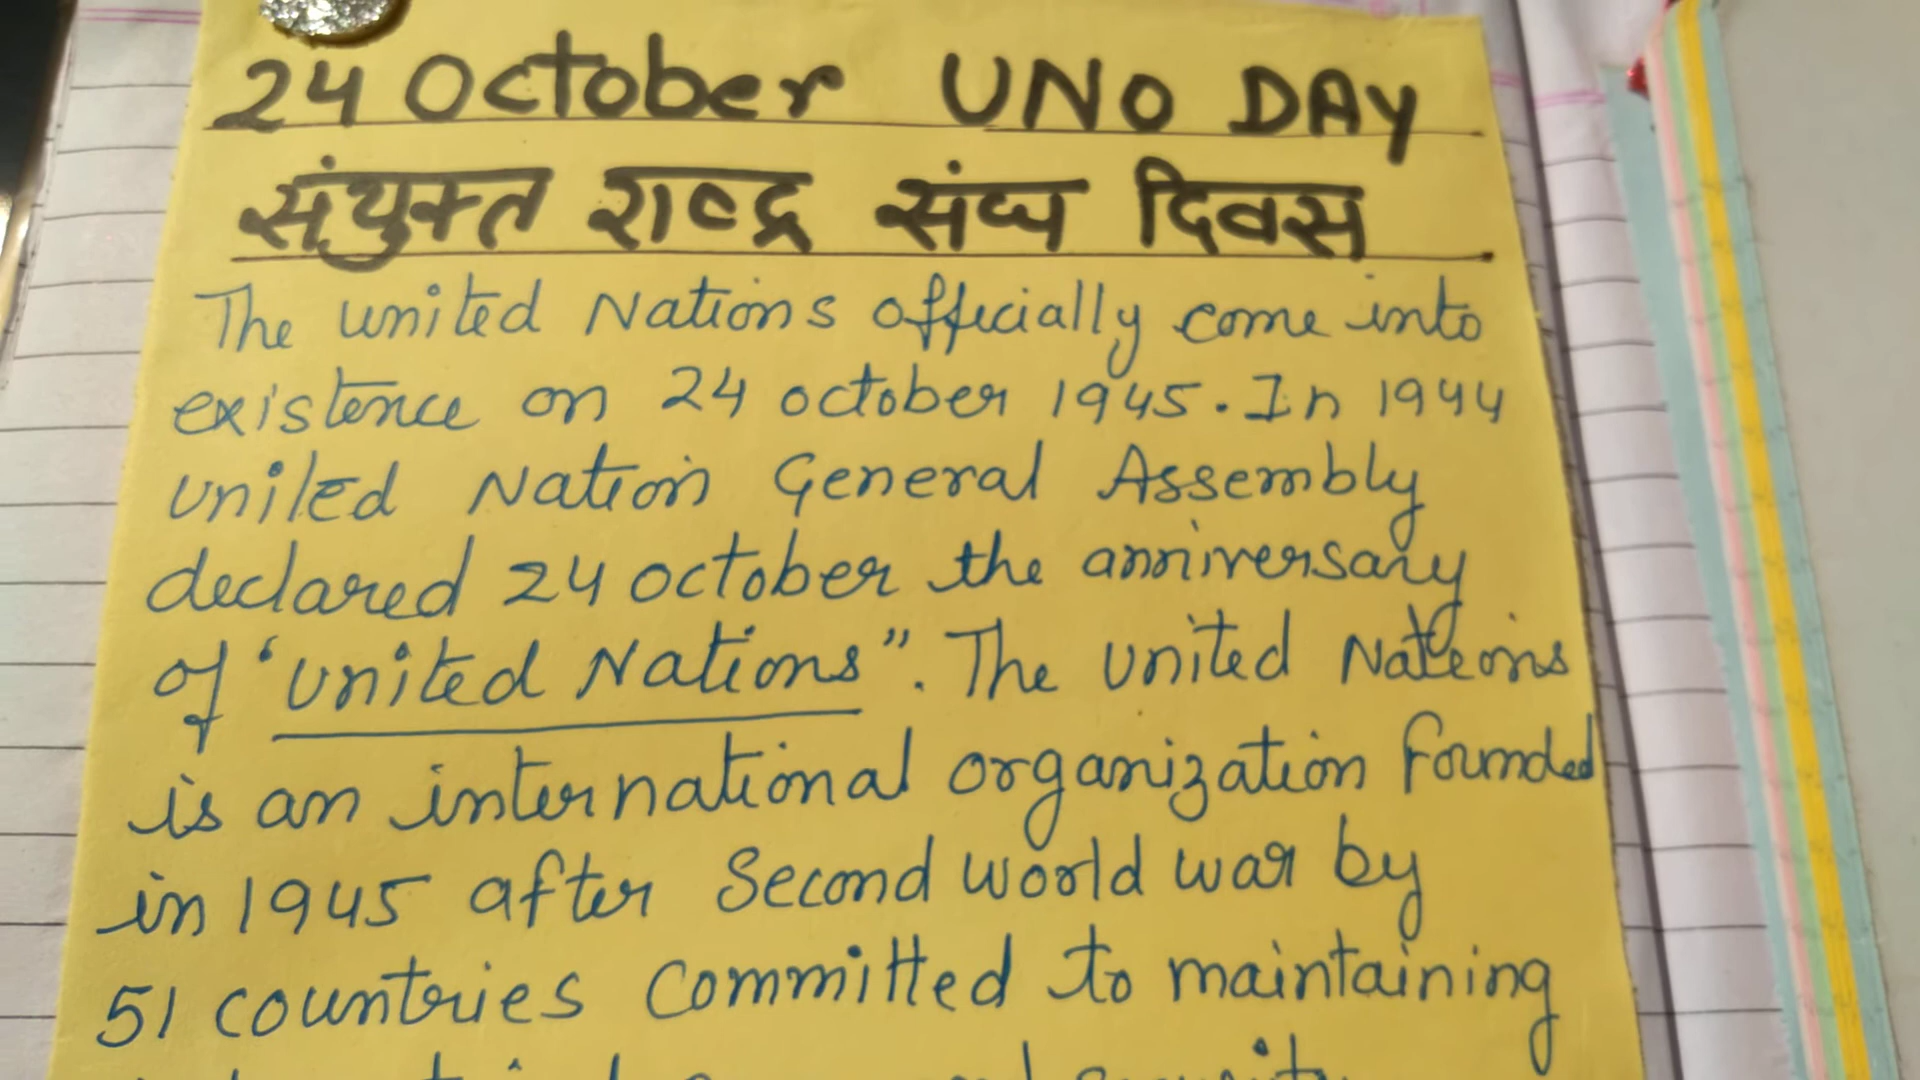 24 October UNO DAY
संयुक्त राष्ट्र संघ दिवस
The united Nations officially come into
existence on 24 october 1945. In 1944
united Nation General Assembly
declared 24 october the anniversary
of "united Nations". The united Nations
is an international organization founded
in 1945 after Second world war by
51 countries committed to maintaining